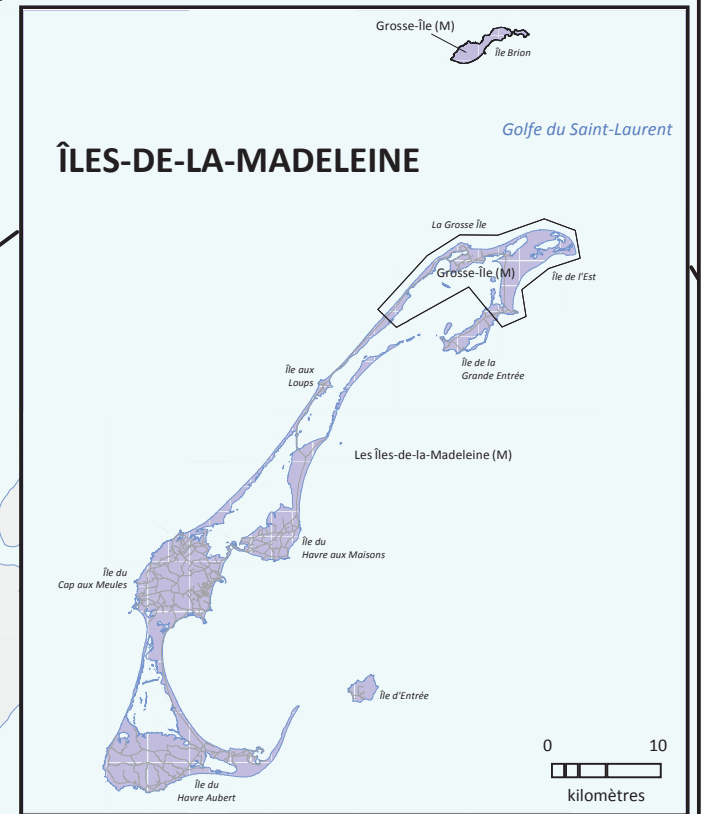 Grosse-Île (M)
Île Brion
Golfe du Saint-Laurent
ÎLES-DE-LA-MADELEINE
La Grosse Île
Grosse-Île (M)
Île de l'Est
Île de la
Grande Entrée
Île aux
Loups
Les Îles-de-la-Madeleine (M)
Île du
Havre aux Maisons
Île du
Cap aux Meules
Île d'Entrée
Île du
Havre Aubert
0 10
kilomètres